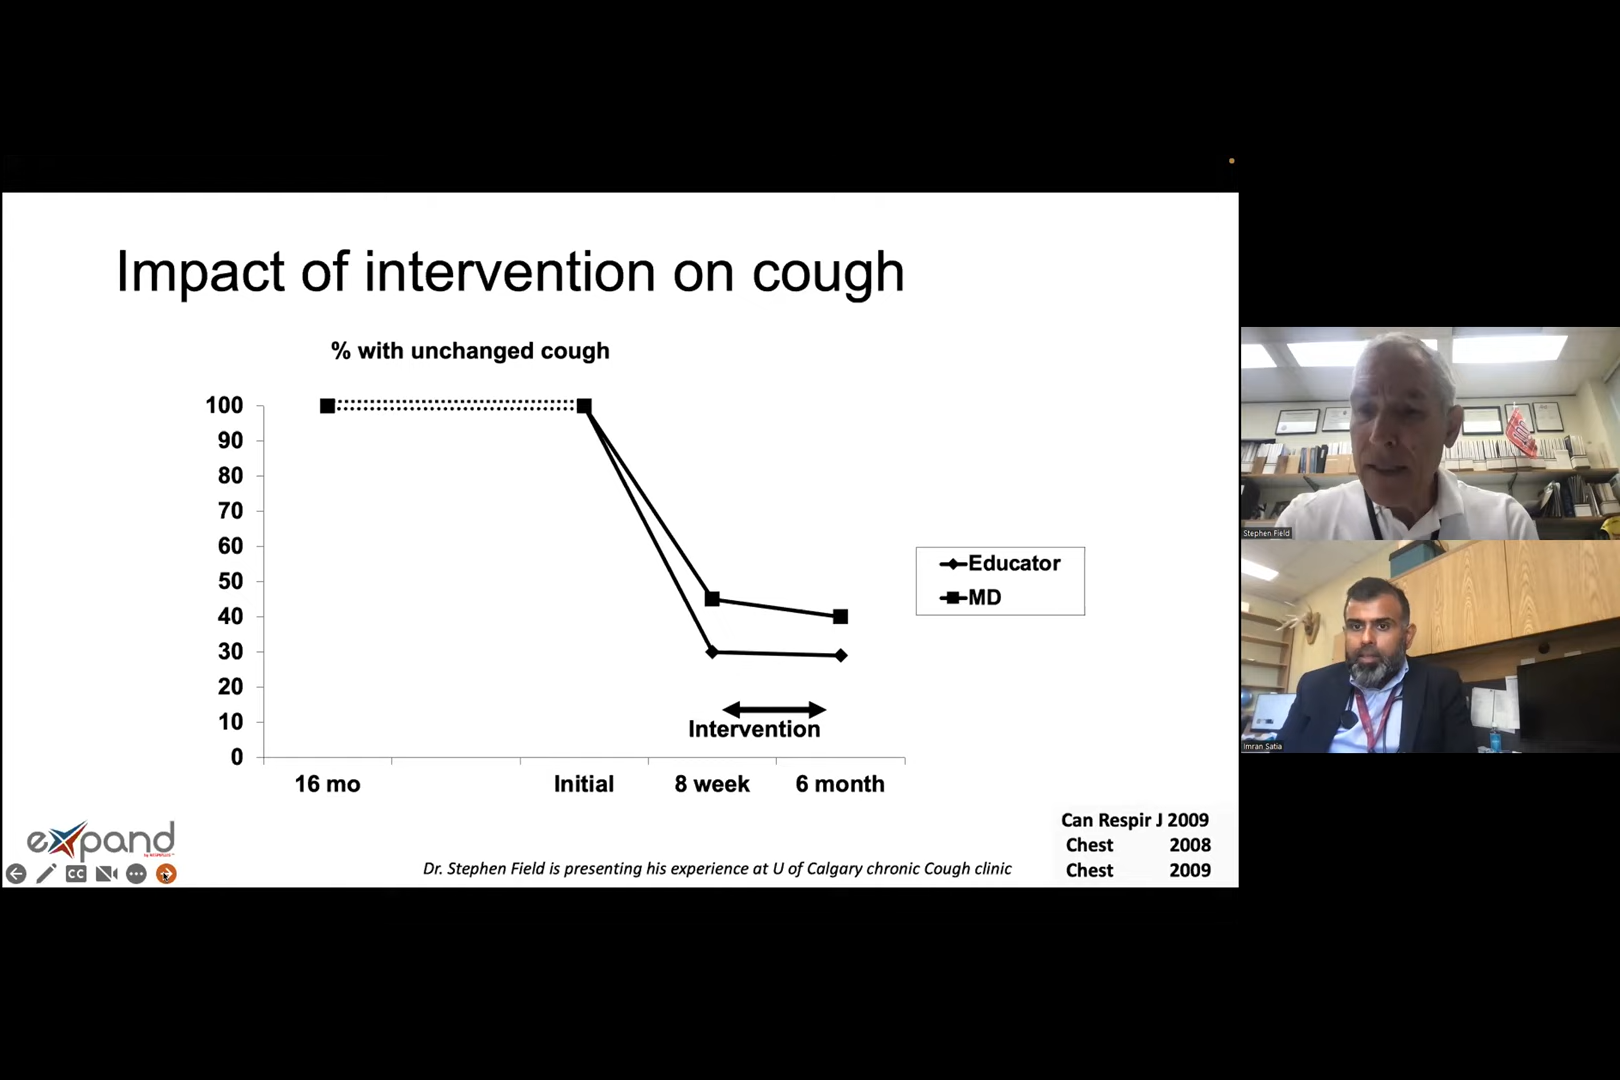 Impact of intervention on cough
% with unchanged cough
100
90
80
70
60
50
40
30
20
10
0
Educator
MD
Intervention
16 mo
Initial
8 week
6 month
expand
Dr. Stephen Field is presenting his experience at U of Calgary chronic Cough clinic
Can Respir J 2009
Chest 2008
Chest 2009
CC
Stephen Field
Imran Satia